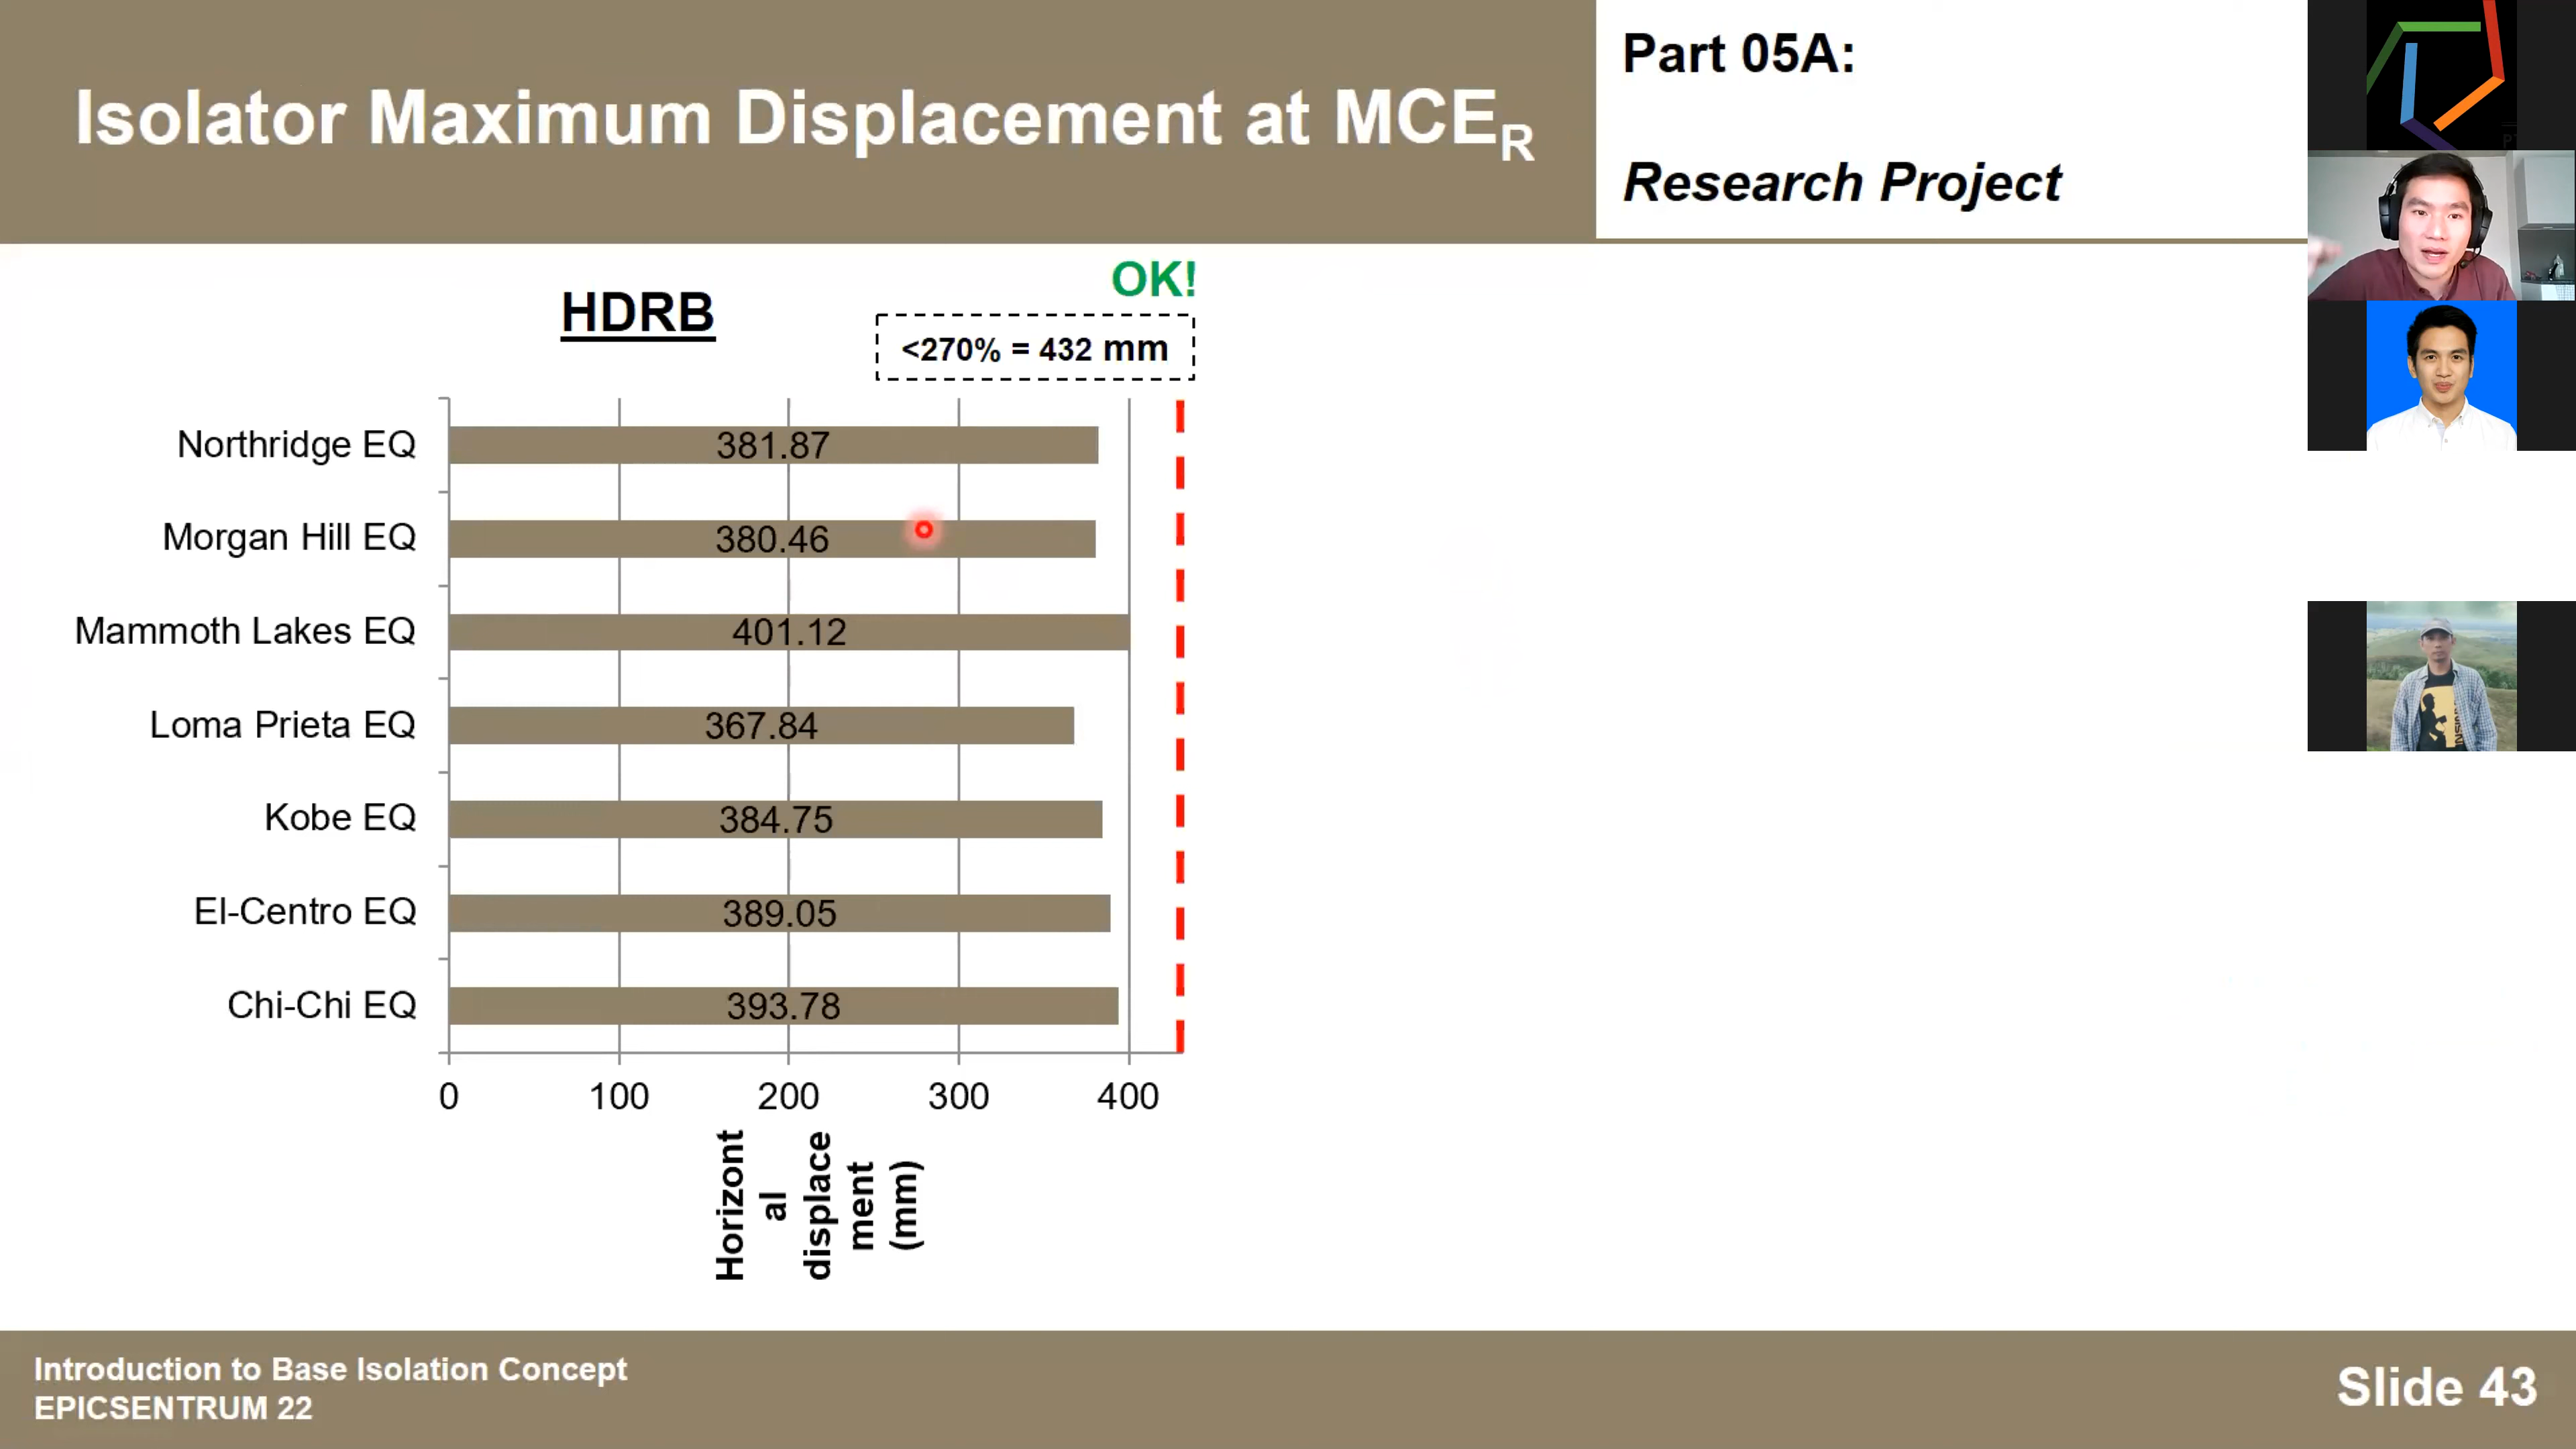 Isolator Maximum Displacement at MCER
Part 05A:
Research Project
OK!
HDRB
<270% = 432 mm
Northridge EQ
381.87
Morgan Hill EQ
380.46
Mammoth Lakes EQ
401.12
Loma Prieta EQ
367.84
Kobe EQ
384.75
El-Centro EQ
389.05
Chi-Chi EQ
393.78
0 100 200 300 400
Horizont
al
displace
ment
(mm)
Introduction to Base Isolation Concept
EPICSENTRUM 22
Slide 43